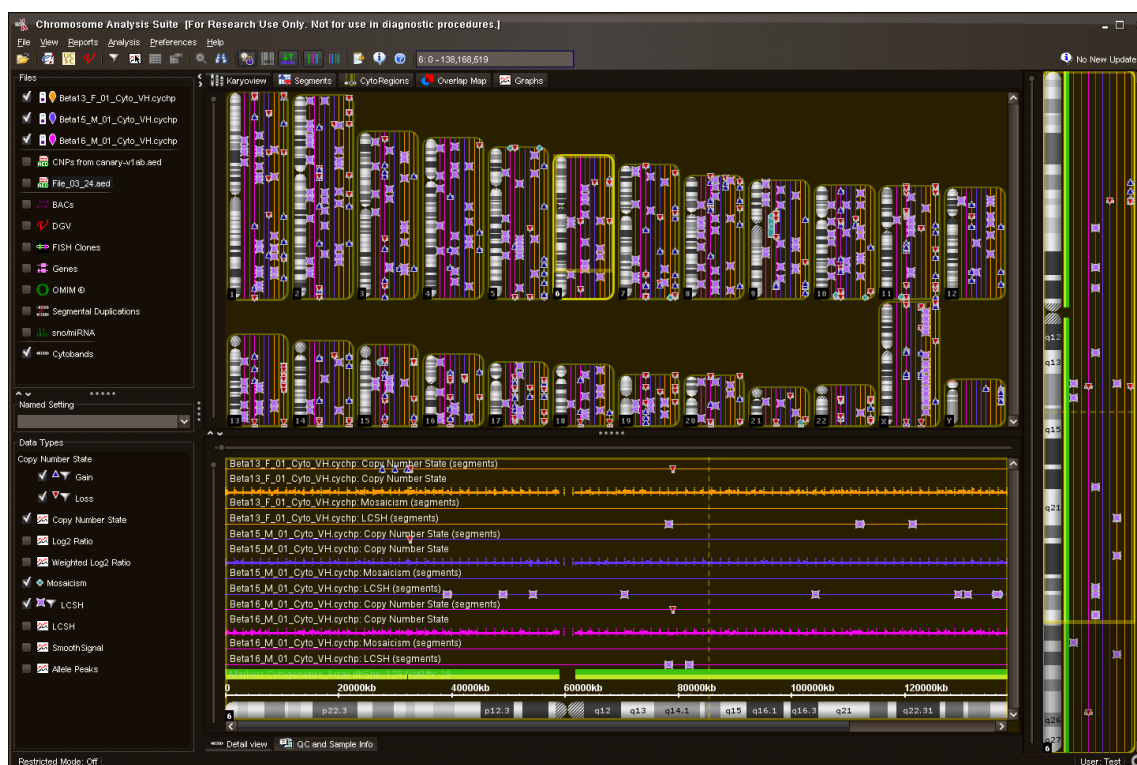 Chromosome Analysis Suite [For Research Use Only. Not for use in diagnostic procedures.]
File View Reports Analysis Preferences Help
6: 0 - 138,168,519
No New Update
Files
Karyoview Segments CytoRegions Overlap Map Graphs
Beta13_F_01_Cyto_VH.cychp
Beta15_M_01_Cyto_VH.cychp
Beta16_M_01_Cyto_VH.cychp
CNPs from canary-v1ab.aed
File_03_24.aed
BACs
DGV
FISH Clones
Genes
OMIM ®
Segmental Duplications
sno/miRNA
Cytobands
1 2 3 4 5 6 7 8 9 10 11 12
13 14 15 16 17 18 19 20 21 22 X Y
Named Setting
Data Types
Copy Number State
Gain
Loss
Copy Number State
Log2 Ratio
Weighted Log2 Ratio
Mosaicism
LCSH
LCSH
SmoothSignal
Allele Peaks
Beta13_F_01_Cyto_VH.cychp: Copy Number State (segments)
Beta13_F_01_Cyto_VH.cychp: Copy Number State
Beta13_F_01_Cyto_VH.cychp: Mosaicism (segments)
Beta13_F_01_Cyto_VH.cychp: LCSH (segments)
Beta15_M_01_Cyto_VH.cychp: Copy Number State (segments)
Beta15_M_01_Cyto_VH.cychp: Copy Number State
Beta15_M_01_Cyto_VH.cychp: Mosaicism (segments)
Beta15_M_01_Cyto_VH.cychp: LCSH (segments)
Beta16_M_01_Cyto_VH.cychp: Copy Number State (segments)
Beta16_M_01_Cyto_VH.cychp: Copy Number State
Beta16_M_01_Cyto_VH.cychp: Mosaicism (segments)
Beta16_M_01_Cyto_VH.cychp: LCSH (segments)
0 20000kb 40000kb 60000kb 80000kb 100000kb 120000kb
6 p22.3 p12.3 q12 q13 q14.1 q15 q16.1 q16.3 q21 q22.31
Detail view QC and Sample Info
q12
q13
q15
q21
q26
q27
6
Restricted Mode: Off
User: Test